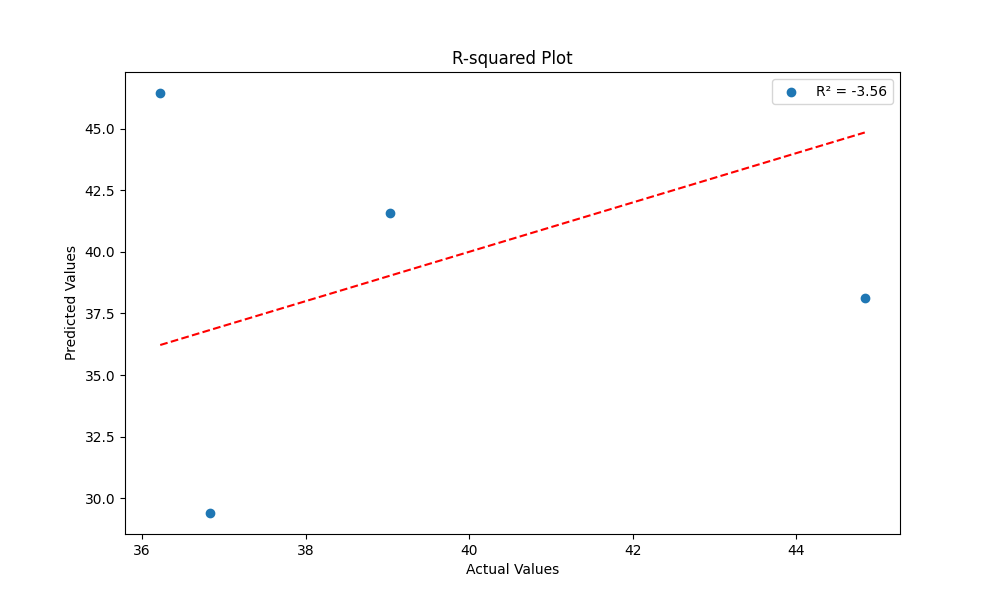 R-squared Plot
R² = -3.56
45.0
42.5
40.0
37.5
35.0
32.5
30.0
Predicted Values
36 38 40 42 44
Actual Values